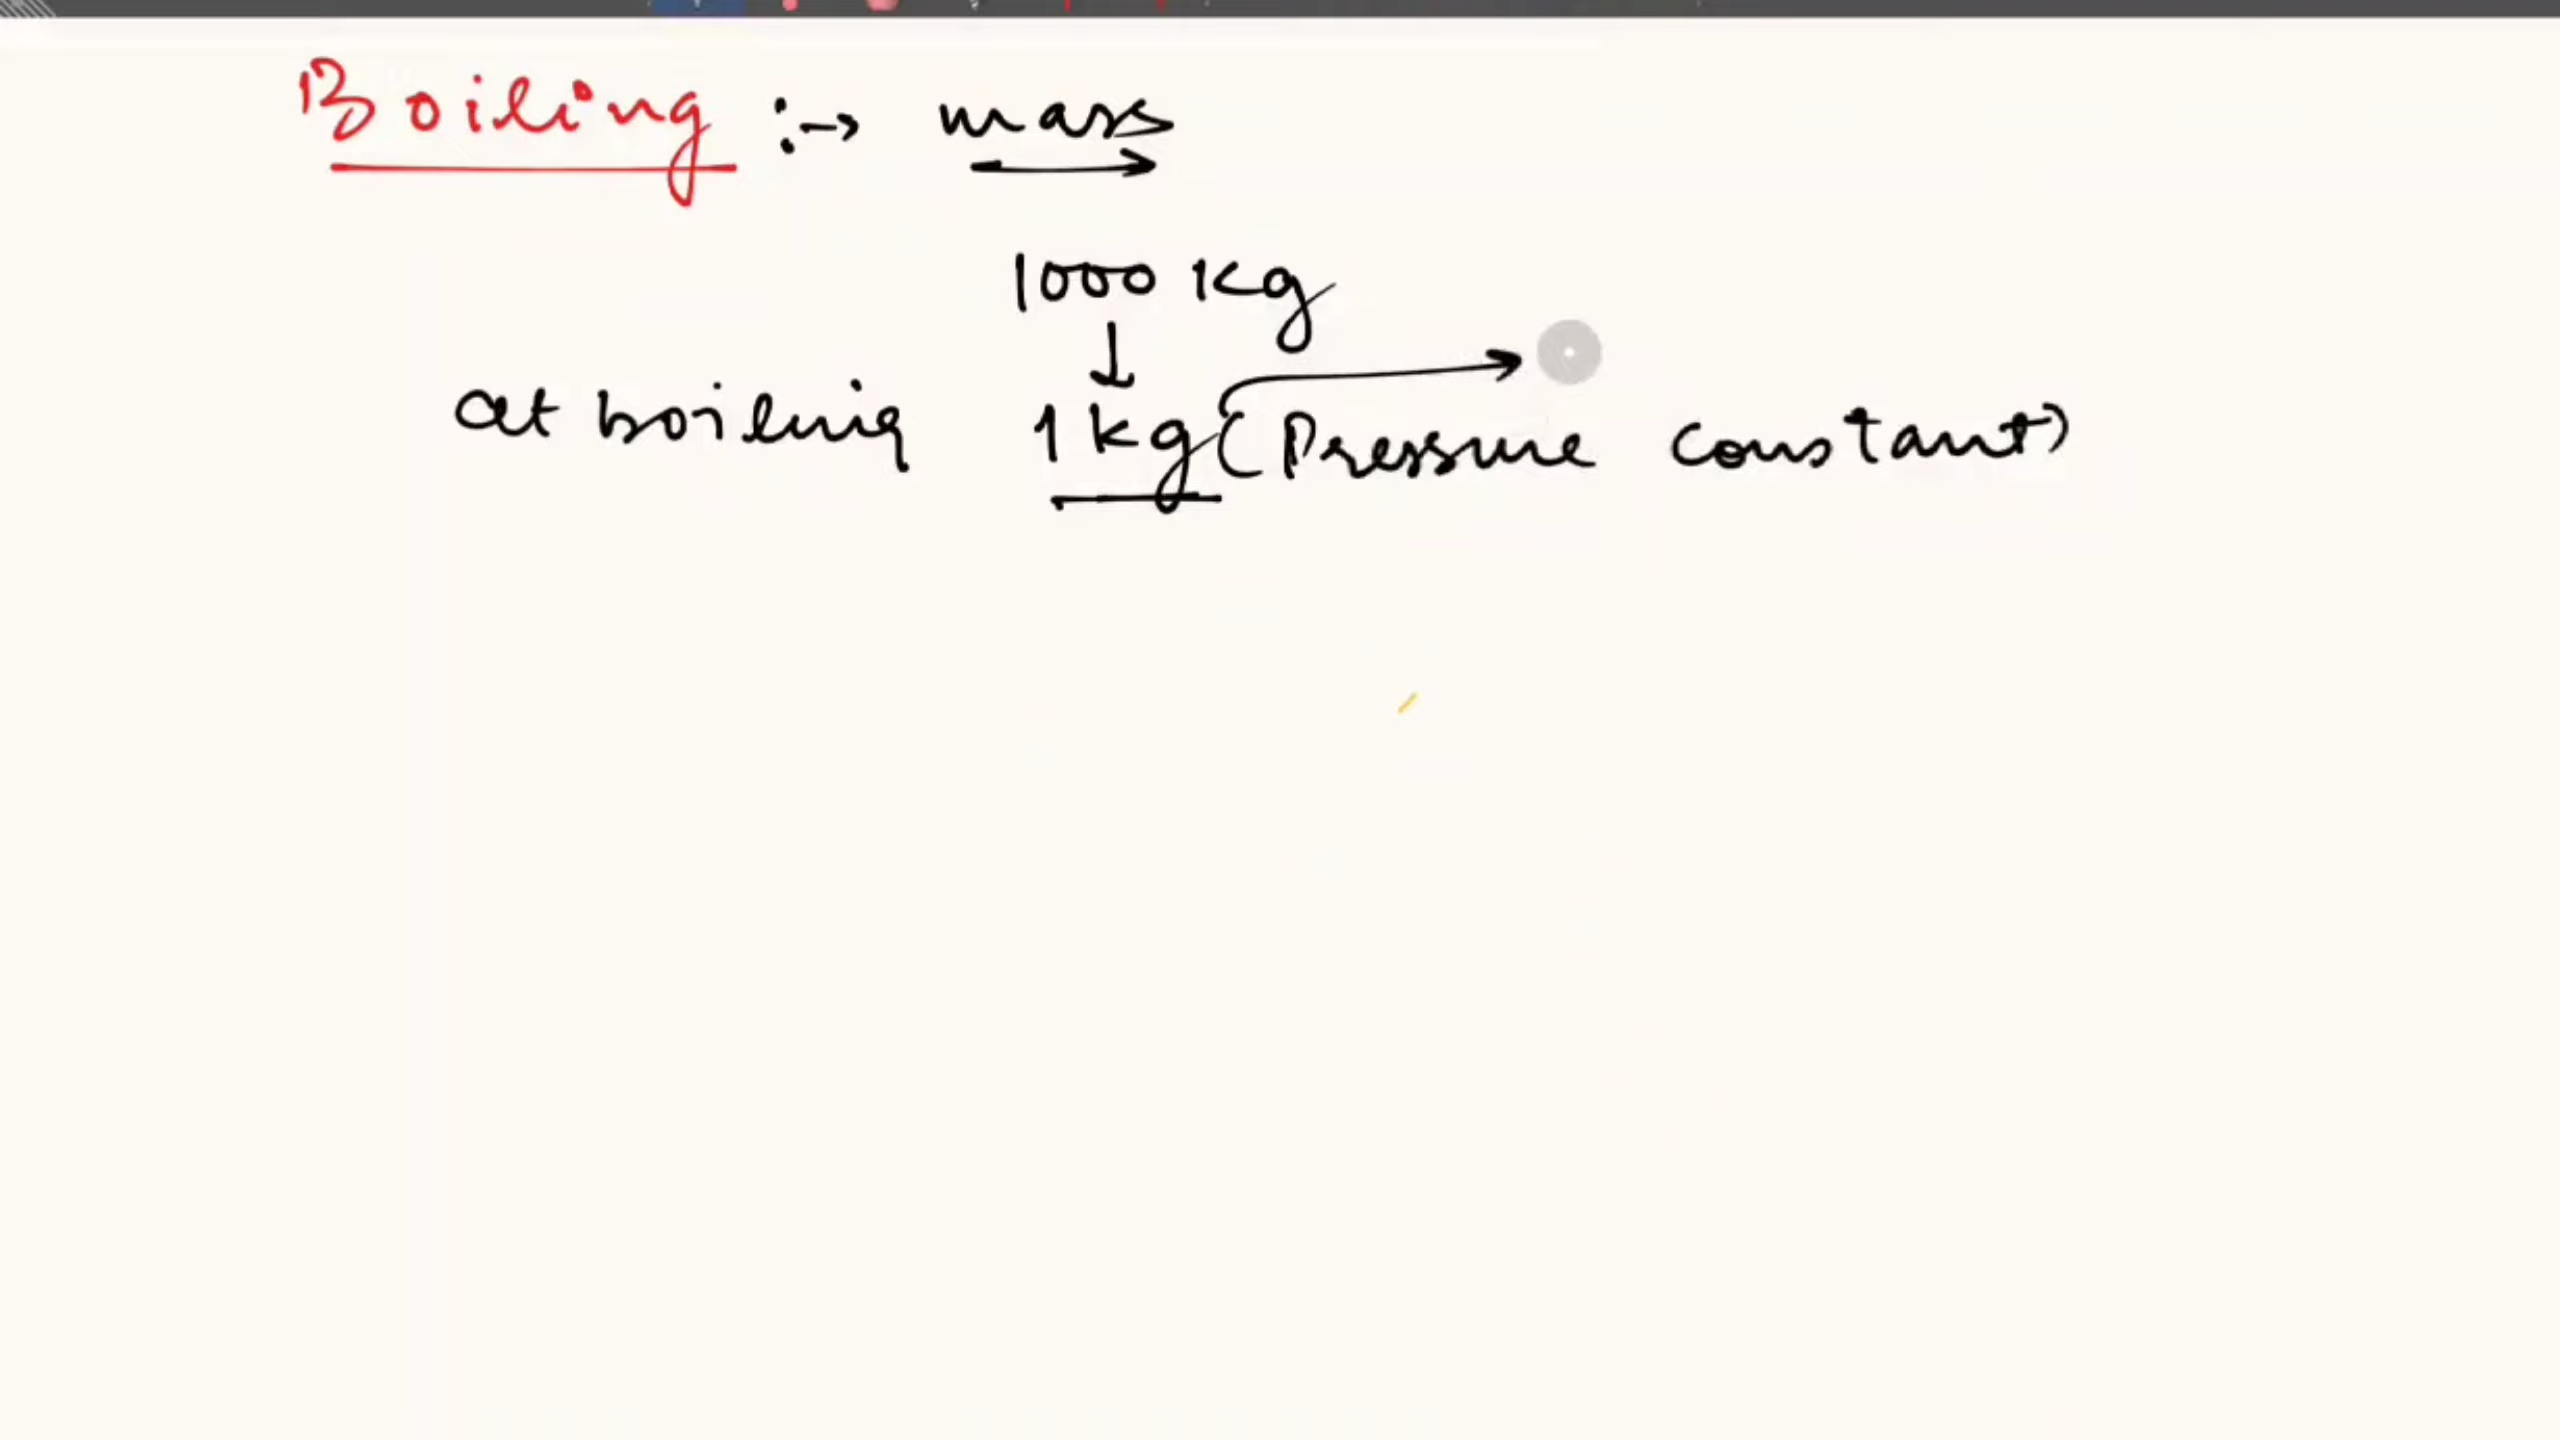 Boiling :→ mass
1000 kg
↓
at boiling 1 kg (Pressure constant)